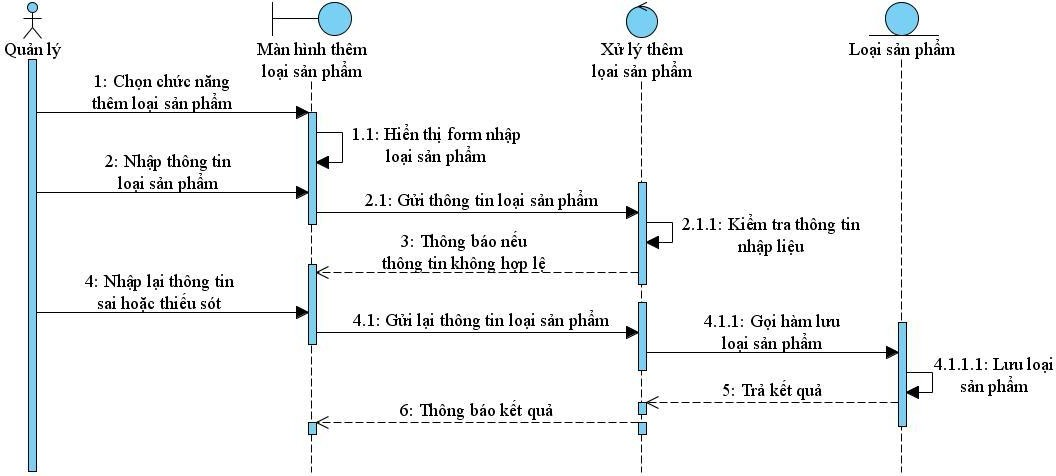 Quản lý
Màn hình thêm
loại sản phẩm
Xử lý thêm
lọai sản phẩm
Loại sản phẩm
1: Chọn chức năng
thêm loại sản phẩm
1.1: Hiển thị form nhập
loại sản phẩm
2: Nhập thông tin
loại sản phẩm
2.1: Gửi thông tin loại sản phẩm
2.1.1: Kiểm tra thông tin
nhập liệu
3: Thông báo nếu
thông tin không hợp lệ
4: Nhập lại thông tin
sai hoặc thiếu sót
4.1: Gửi lại thông tin loại sản phẩm
4.1.1: Gọi hàm lưu
loại sản phẩm
4.1.1.1: Lưu loại
sản phẩm
5: Trả kết quả
6: Thông báo kết quả